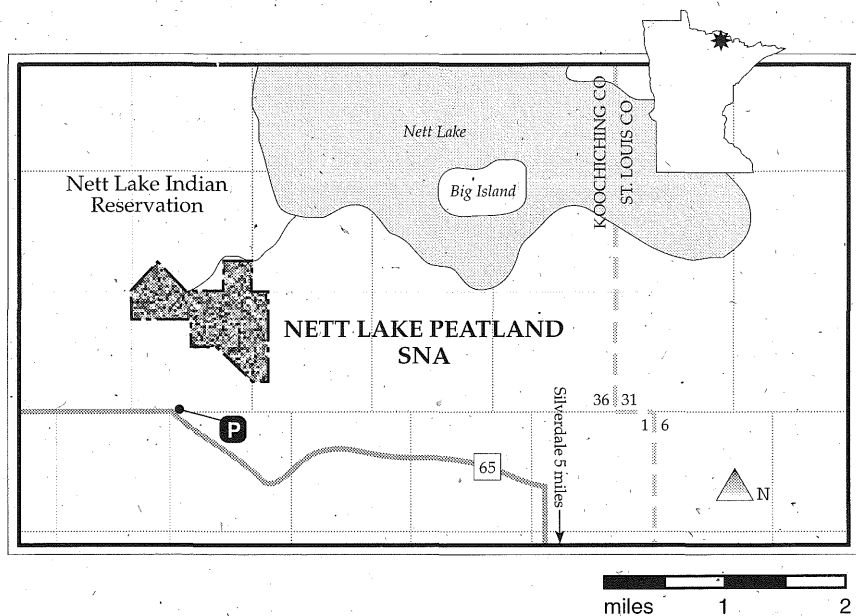 Nett Lake
KOOCHICHING CO
ST. LOUIS CO
Big Island
Nett Lake Indian
Reservation
NETT LAKE PEATLAND
SNA
36 31
1 6
P
65
Silverdale 5 miles
N
miles 1 2